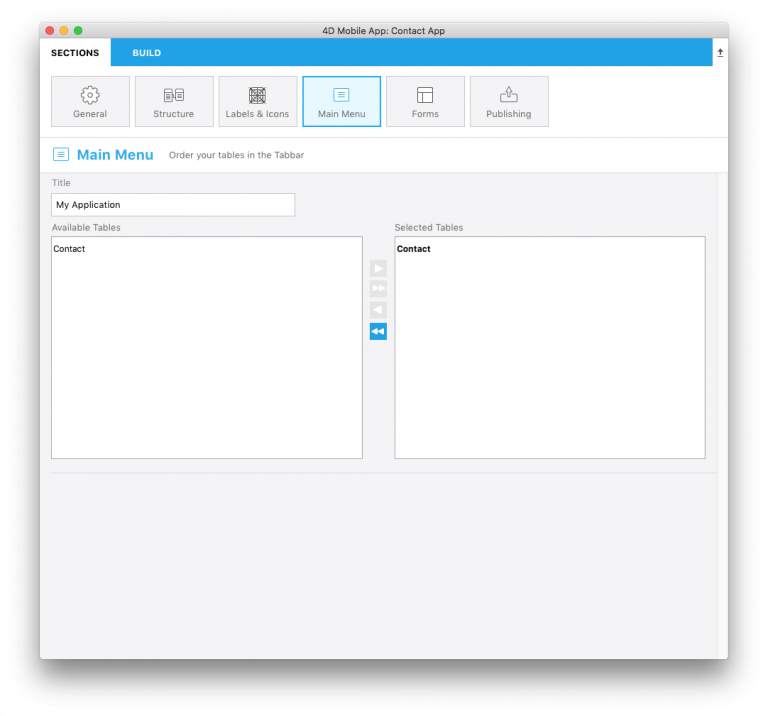 4D Mobile App: Contact App
SECTIONS BUILD
General Structure Labels & Icons Main Menu Forms Publishing
Main Menu Order your tables in the Tabbar
Title
My Application
Available Tables Selected Tables
Contact Contact